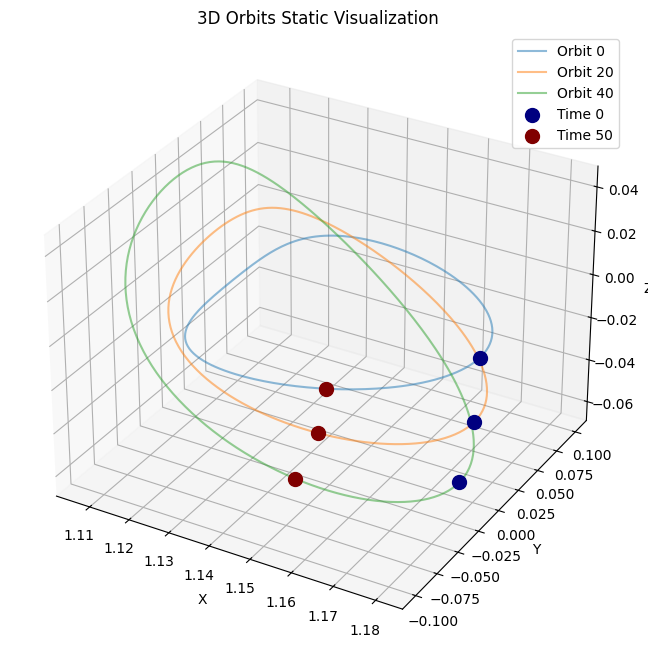 3D Orbits Static Visualization
Orbit 0
Orbit 20
Orbit 40
Time 0
Time 50
0.04
0.02
0.00
−0.02
−0.04
−0.06
Z
0.100
0.075
0.050
0.025
0.000
−0.025
−0.050
−0.075
−0.100
Y
1.11
1.12
1.13
1.14
1.15
1.16
1.17
1.18
X